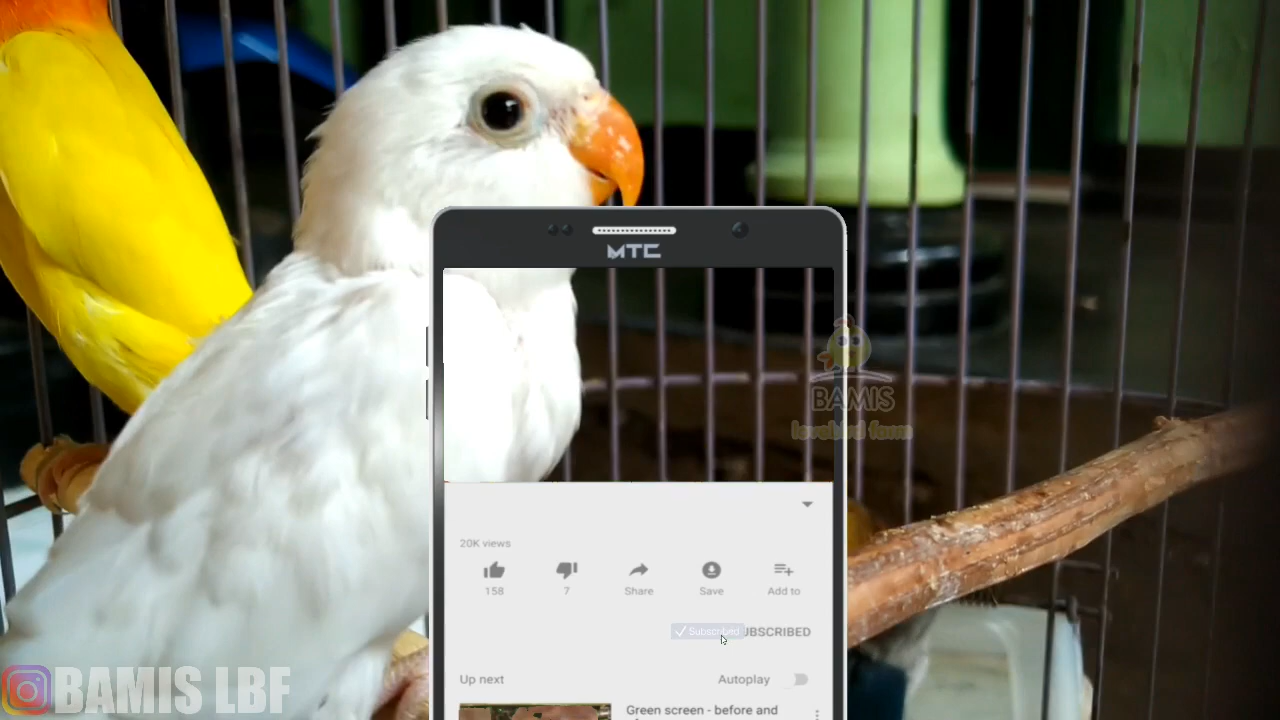 MTC
BAMIS
lovebird farm
20K views
158
7
Share
Save
Add to
Subscribed
UBSCRIBED
Up next
Autoplay
Green screen - before and
BAMIS LBF